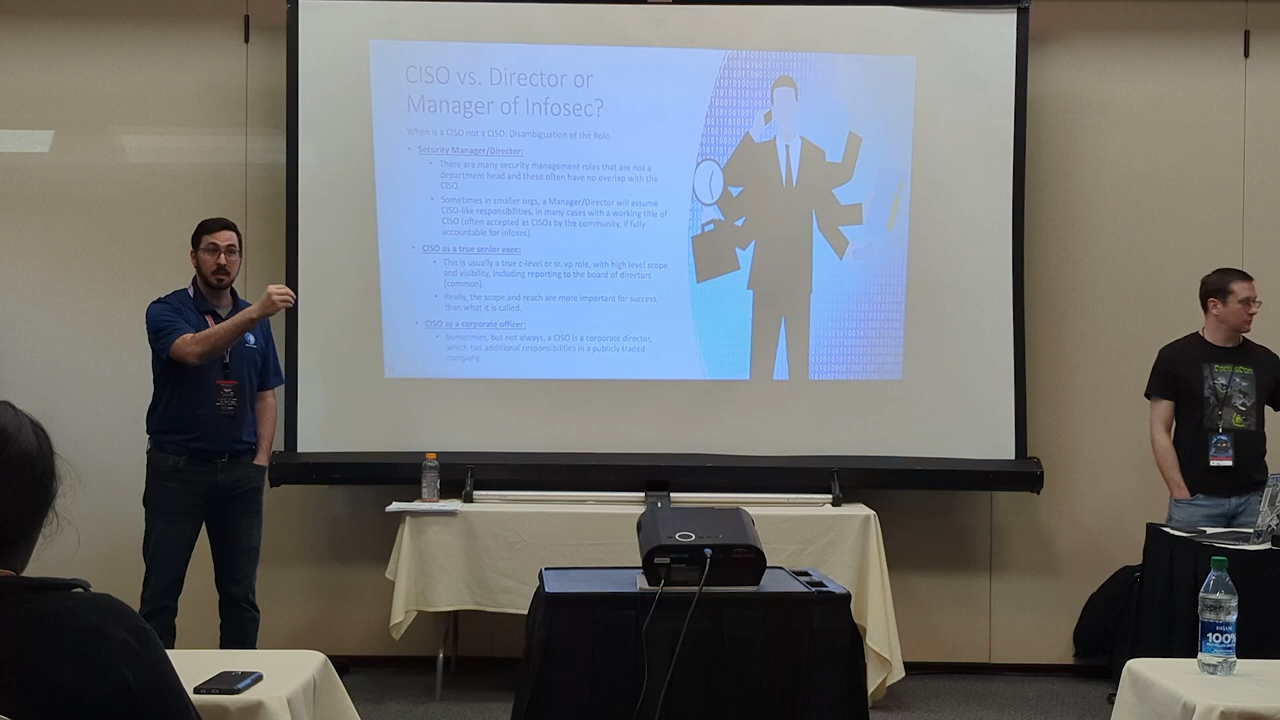 CISO vs. Director or
Manager of Infosec?
When is a CISO not a CISO: Disambiguation of the Role.
• Security Manager/Director:
• There are many security management roles that are not a
department head and these often have no overlap with the
CISO.
• Sometimes in smaller orgs, a Manager/Director will assume
CISO-like responsibilities, in many cases with a working title of
CISO (often accepted as CISOs by the community, if fully
accountable for infosec).
• CISO as a true senior exec:
• This is usually a true c-level or sr. vp role, with high level scope
and visibility, including reporting to the board of directors
(common).
• Really, the scope and reach are more important for success,
than what it is called.
• CISO as a corporate officer:
• Sometimes, but not always, a CISO is a corporate director,
which has additional responsibilities in a publicly traded
company.
CactusCon
100%